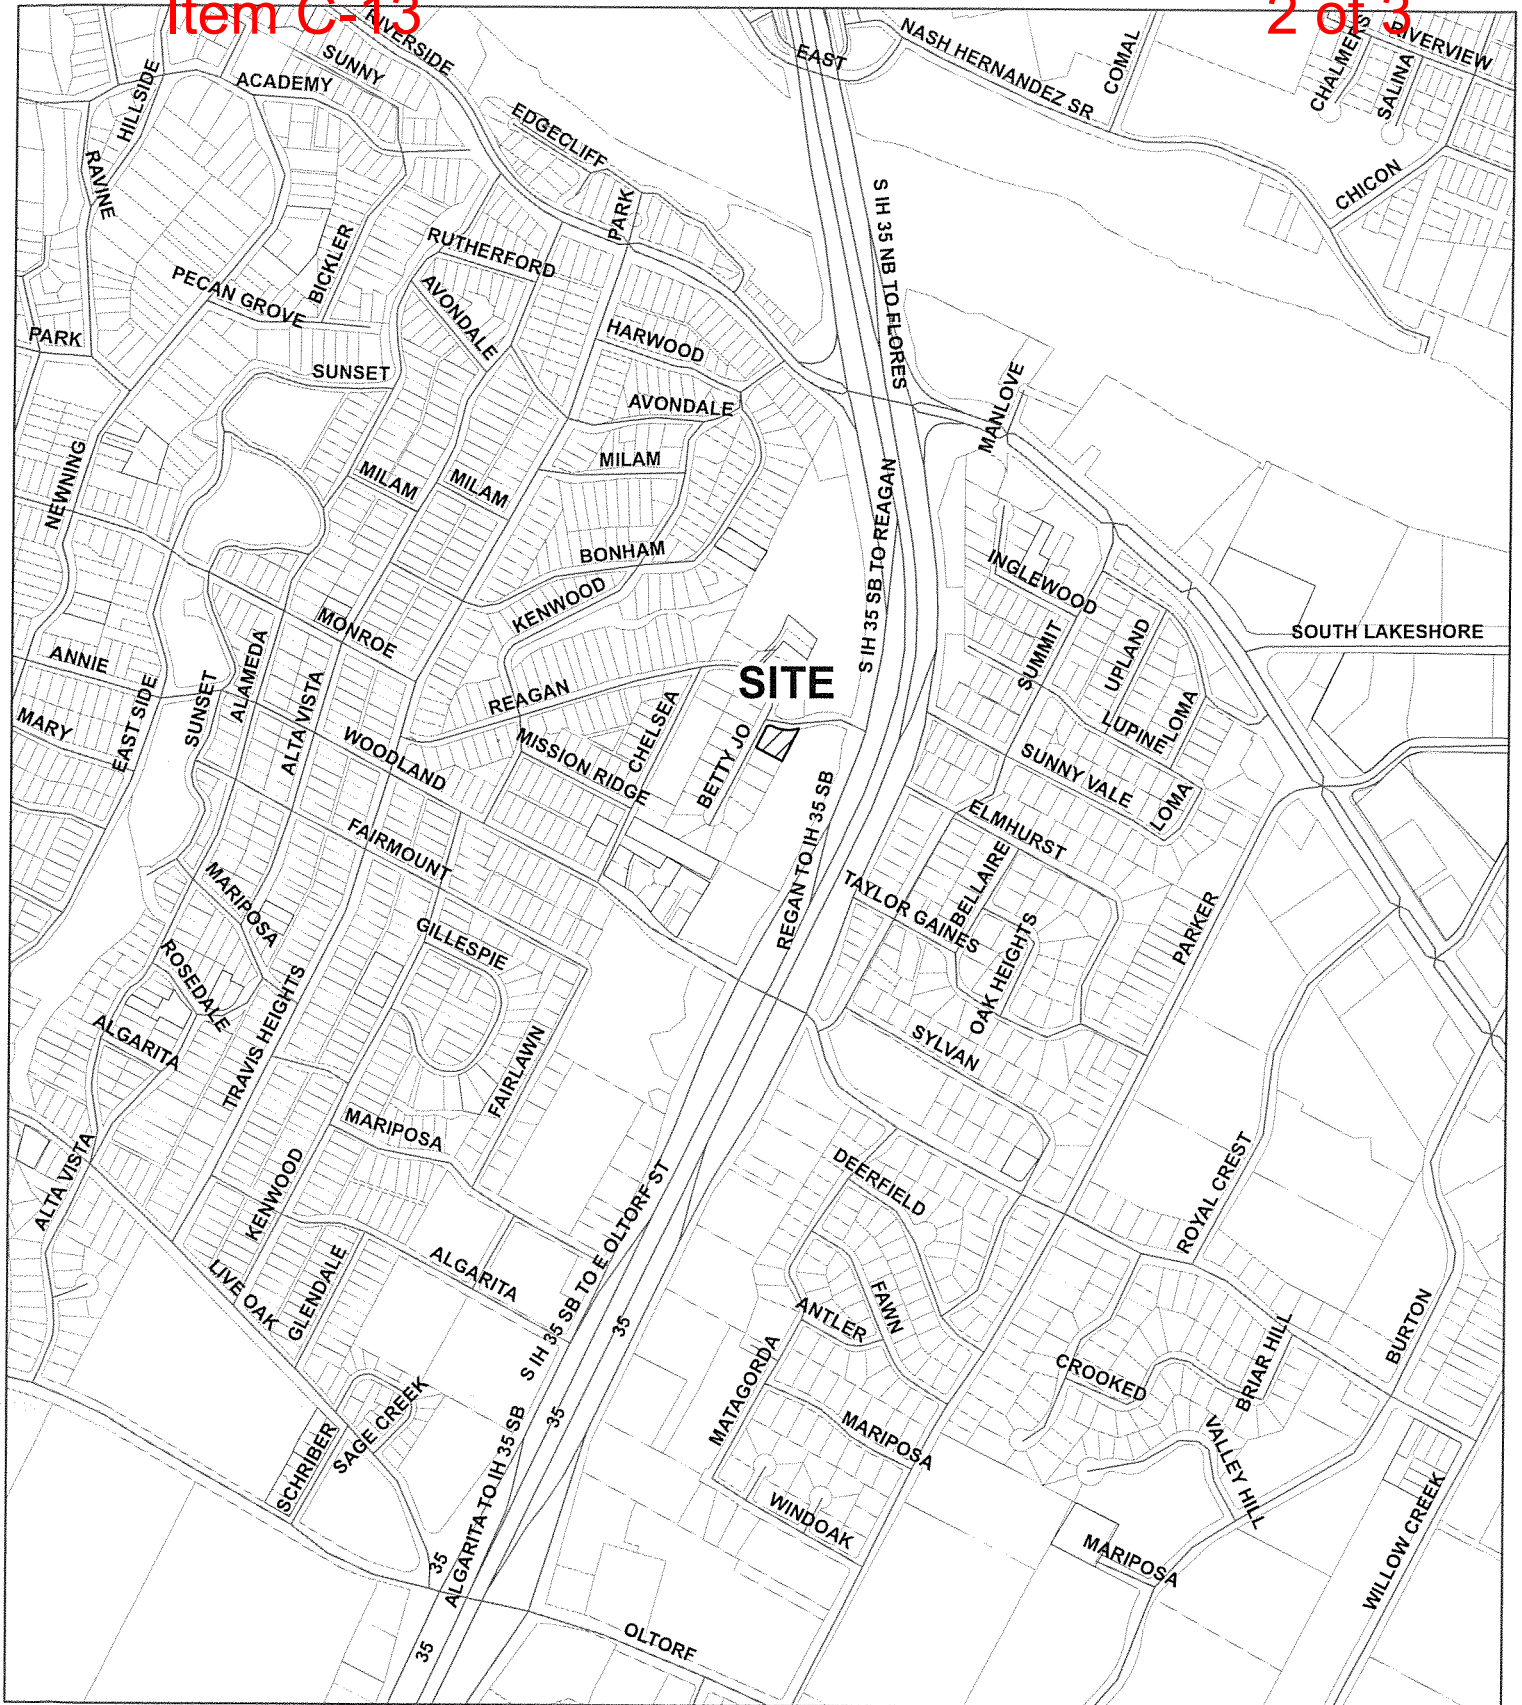 Item C-13
2 of 3
RIVERSIDE
SUNNY
ACADEMY
HILLSIDE
RAVINE
EDGECLIFF
EAST
NASH HERNANDEZ SR
COMAL
CHALMERS
RIVERVIEW
SALINA
CHICON
PARK
RUTHERFORD
BICKLER
PECAN GROVE
AVONDALE
HARWOOD
S IH 35 NB TO FLORES
PARK
SUNSET
AVONDALE
MANLOVE
NEWNING
MILAM
MILAM
MILAM
S IH 35 SB TO REAGAN
BONHAM
KENWOOD
INGLEWOOD
MONROE
SUMMIT
UPLAND
SOUTH LAKESHORE
ANNIE
EAST SIDE
SUNSET
ALAMEDA
ALTA VISTA
REAGAN
CHELSEA
SITE
LOMA
LUPINE
MARY
WOODLAND
MISSION RIDGE
BETTY JO
SUNNY VALE
LOMA
REGAN TO IH 35 SB
ELMHURST
FAIRMOUNT
BELLAIRE
TAYLOR GAINES
MARIPOSA
GILLESPIE
OAK HEIGHTS
PARKER
ROSEDALE
ALGARITA
TRAVIS HEIGHTS
FAIRLAWN
SYLVAN
MARIPOSA
ALTA VISTA
KENWOOD
DEERFIELD
ROYAL CREST
S IH 35 SB TO E OLTORF ST
ALGARITA
LIVE OAK
GLENDALE
35
ANTLER
FAWN
BURTON
BRIAR HILL
CROOKED
MATAGORDA
SAGE CREEK
SCHRIBER
35
MARIPOSA
VALLEY HILL
ALGARITA TO IH 35 SB
WINDOAK
WILLOW CREEK
35
MARIPOSA
OLTORF
35